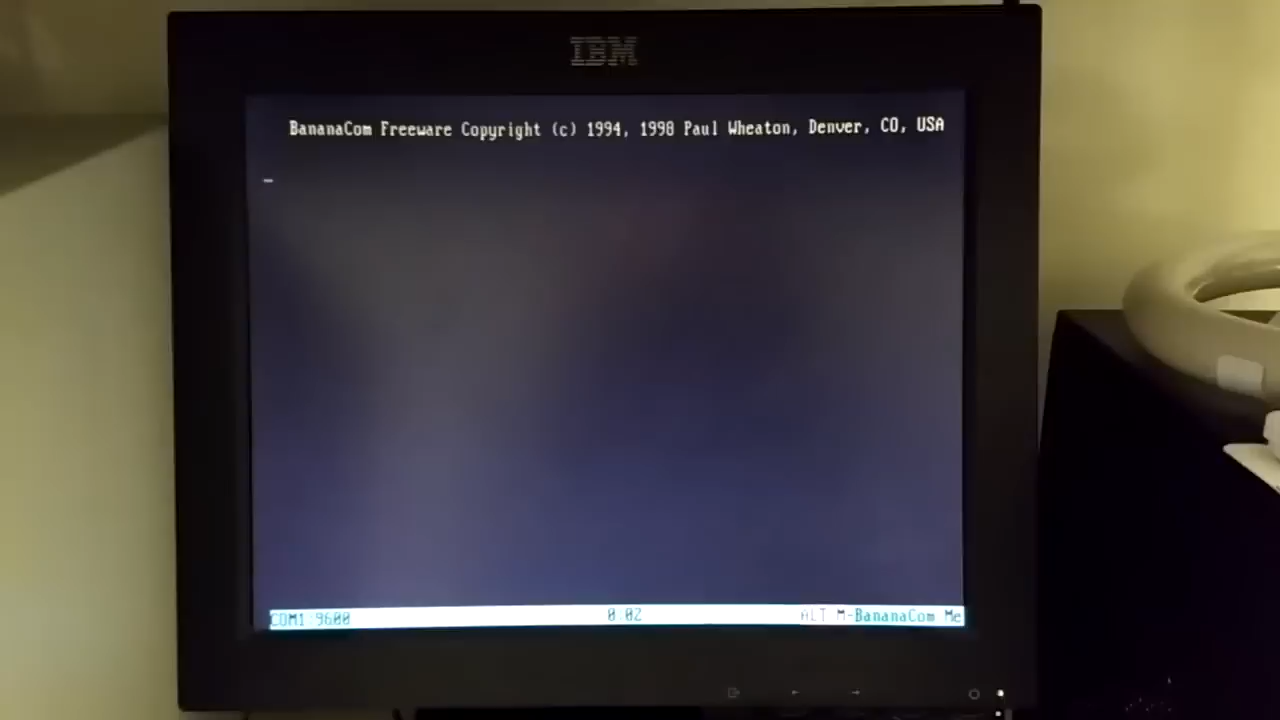 IBM
BananaCom Freeware Copyright (c) 1994, 1998 Paul Wheaton, Denver, CO, USA
COM1:9600 0:02 ALT M-BananaCom Me